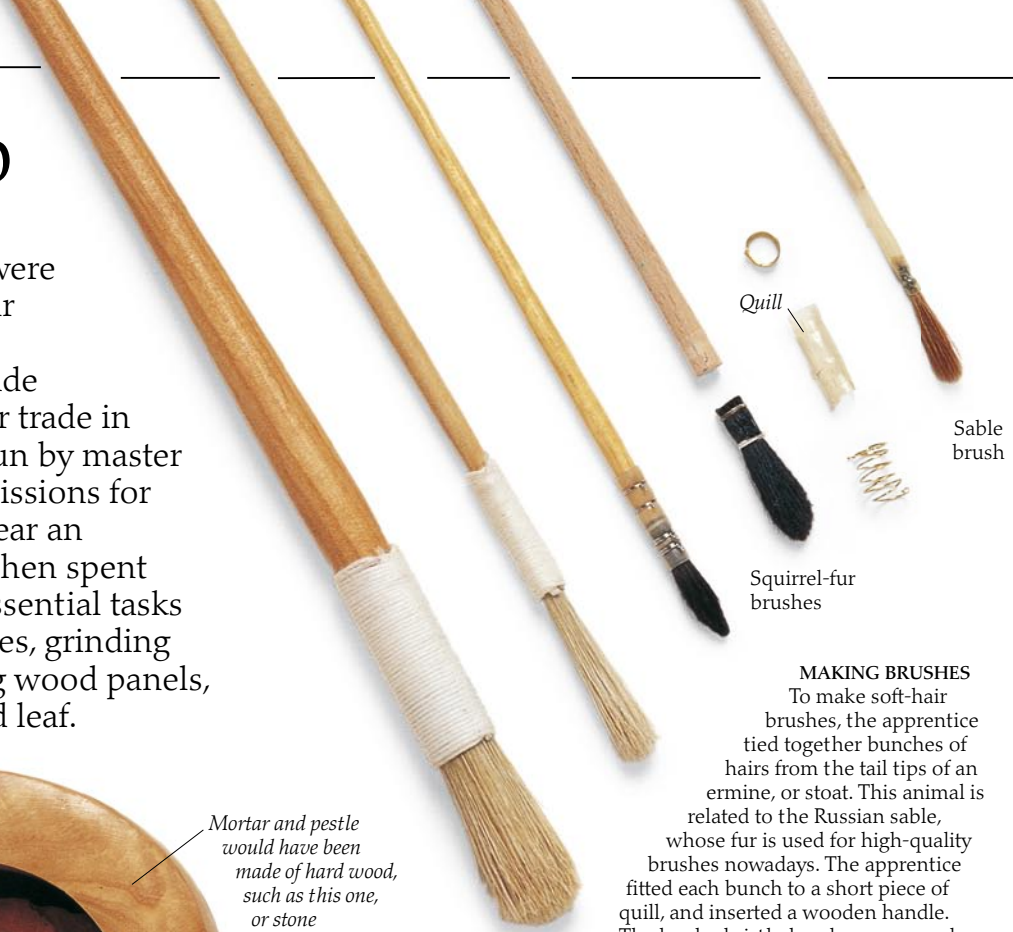 were
r
de
r trade in
un by master
issions for
ear an
hen spent
ssential tasks
es, grinding
g wood panels,
d leaf.
Quill
Sable
brush
Squirrel-fur
brushes
MAKING BRUSHES
To make soft-hair
brushes, the apprentice
tied together bunches of
hairs from the tail tips of an
ermine, or stoat. This animal is
related to the Russian sable,
whose fur is used for high-quality
brushes nowadays. The apprentice
fitted each bunch to a short piece of
quill, and inserted a wooden handle.
Mortar and pestle
would have been
made of hard wood,
such as this one,
or stone